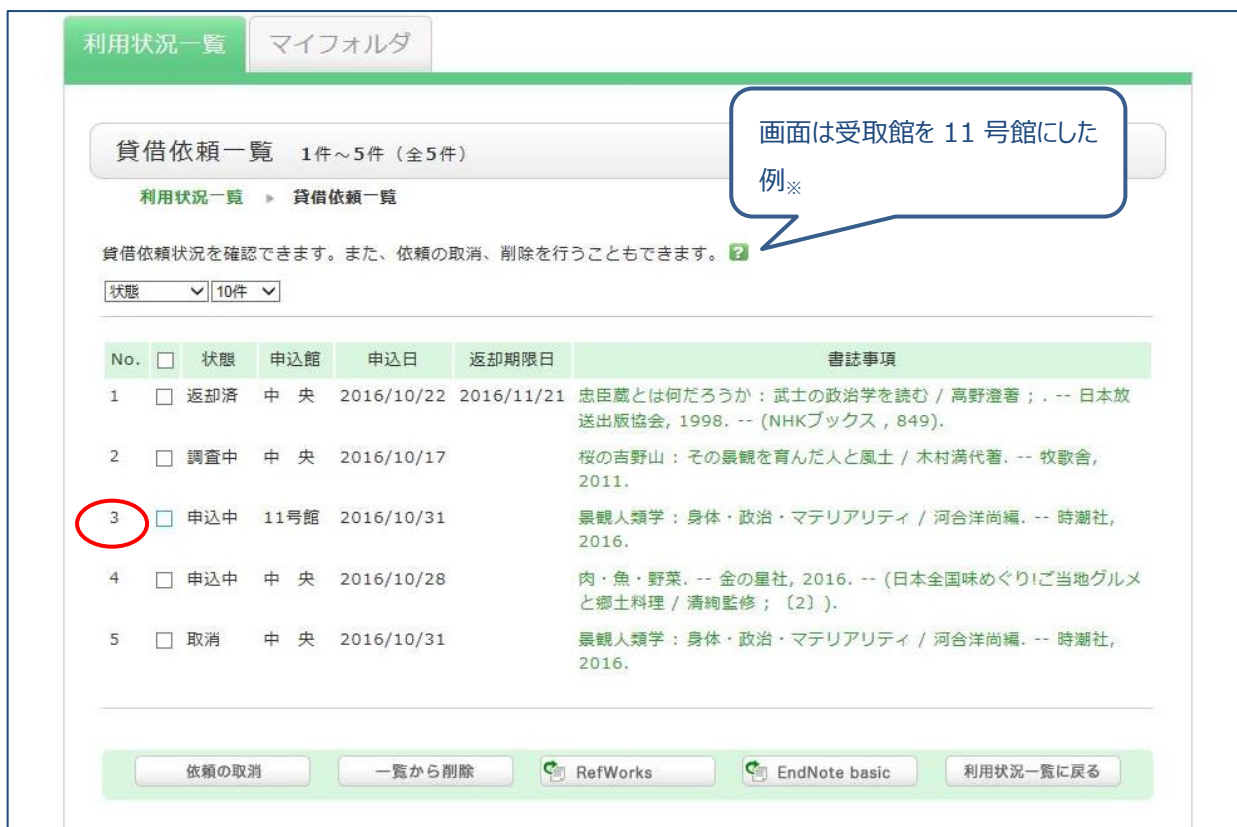 利用状況一覧 マイフォルダ
画面は受取館を 11 号館にした
例※
貸借依頼一覧 1件～5件（全5件）
利用状況一覧 ▶ 貸借依頼一覧
貸借依頼状況を確認できます。また、依頼の取消、削除を行うこともできます。 ?
状態 10件
No. 状態 申込館 申込日 返却期限日 書誌事項
1 返却済 中 央 2016/10/22 2016/11/21 忠臣蔵とは何だろうか : 武士の政治学を読む / 高野澄著 ; . -- 日本放
送出版協会, 1998. -- (NHKブックス , 849).
2 調査中 中 央 2016/10/17 桜の吉野山 : その景観を育んだ人と風土 / 木村満代著. -- 牧歌舎,
2011.
3 申込中 11号館 2016/10/31 景観人類学 : 身体・政治・マテリアリティ / 河合洋尚編. -- 時潮社,
2016.
4 申込中 中 央 2016/10/28 肉・魚・野菜. -- 金の星社, 2016. -- (日本全国味めぐり!ご当地グルメ
と郷土料理 / 清絢監修 ; 〔2〕).
5 取消 中 央 2016/10/31 景観人類学 : 身体・政治・マテリアリティ / 河合洋尚編. -- 時潮社,
2016.
依頼の取消 一覧から削除 RefWorks EndNote basic 利用状況一覧に戻る